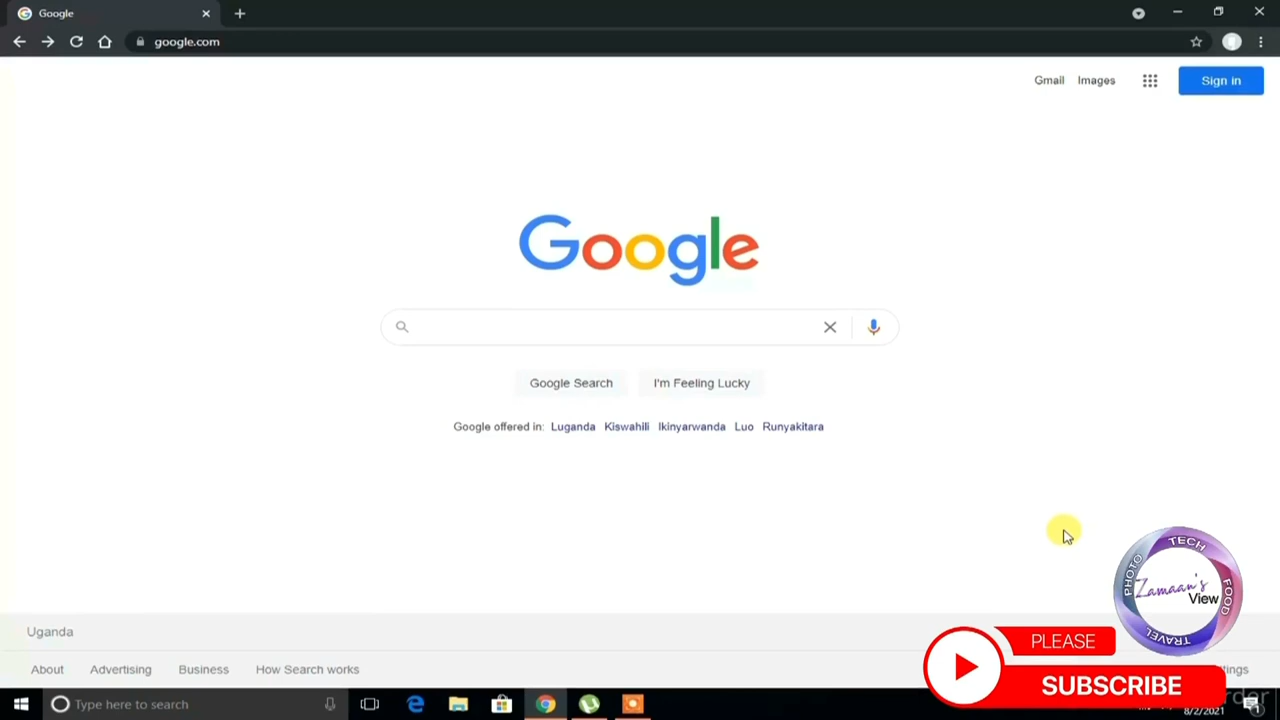 Google
google.com
Gmail Images
Sign in
Google
Google Search
I'm Feeling Lucky
Google offered in: Luganda Kiswahili Ikinyarwanda Luo Runyakitara
TECH
PHOTO
FOOD
TRAVEL
Zamaan's
View
Uganda
PLEASE
SUBSCRIBE
About Advertising Business How Search works
Type here to search
8/2/2021